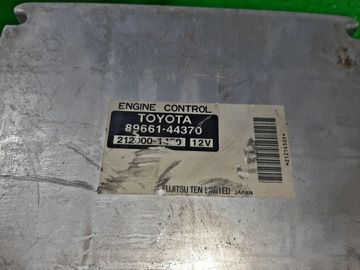 ENGINE CONTROL
TOYOTA
89661-44370
12V
FUJITSU TEN LIMITED JAPAN